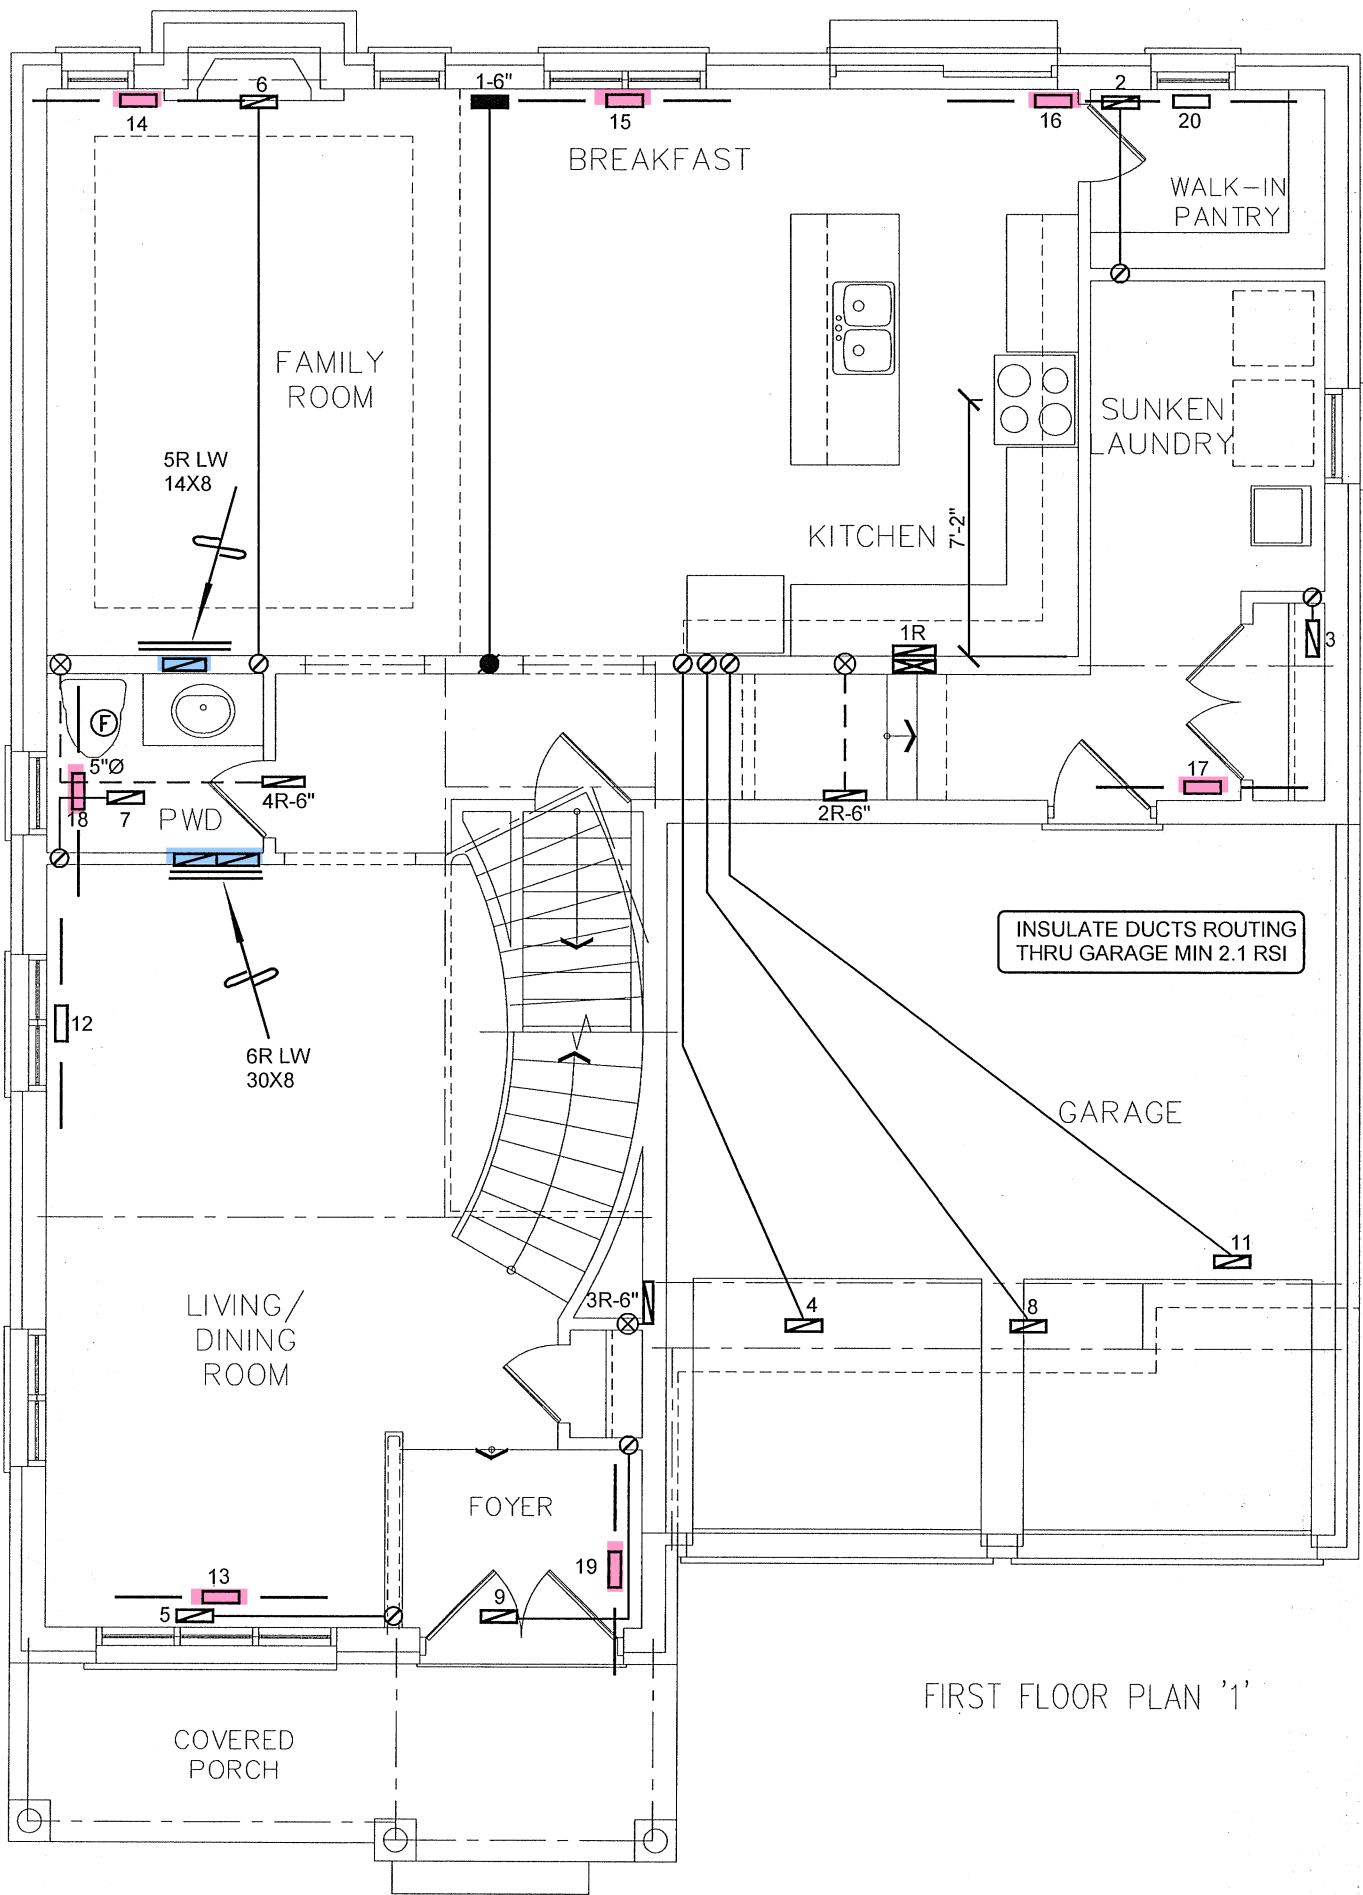 6
1-6"
2
14
15
16
20
BREAKFAST
WALK-IN
PANTRY
FAMILY
ROOM
SUNKEN
LAUNDRY
5R LW
14X8
KITCHEN
7'-2"
1R
3
F
5"Ø
18
7
PWD
4R-6"
2R-6"
17
INSULATE DUCTS ROUTING
THRU GARAGE MIN 2.1 RSI
12
6R LW
30X8
GARAGE
11
LIVING/
DINING
ROOM
3R-6"
4
8
FOYER
19
13
5
9
FIRST FLOOR PLAN '1'
COVERED
PORCH